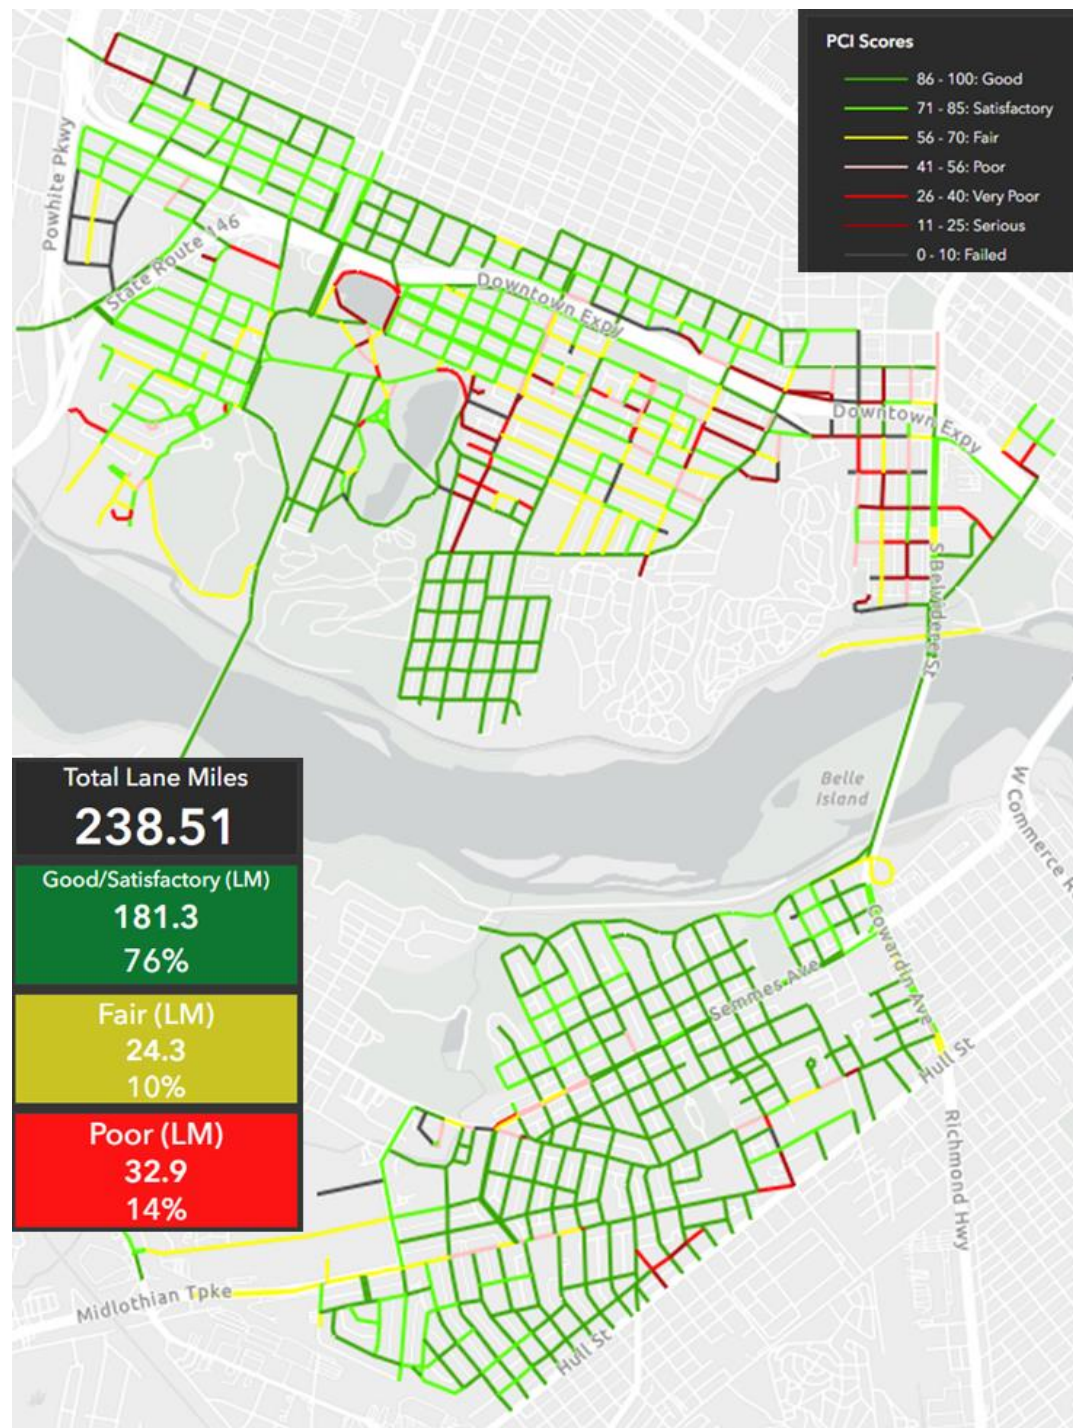 PCI Scores
86 - 100: Good
71 - 85: Satisfactory
56 - 70: Fair
41 - 56: Poor
26 - 40: Very Poor
11 - 25: Serious
0 - 10: Failed
Powhite Pkwy
State Route 146
Downtown Expy
Downtown Expy
S Belvidere St
Belle
Island
W Commerce R
Total Lane Miles
238.51
Good/Satisfactory (LM)
181.3
76%
Fair (LM)
24.3
10%
Poor (LM)
32.9
14%
Cowardin Ave
Semmes Ave
Hull St
Richmond Hwy
Midlothian Tpke
Hull St